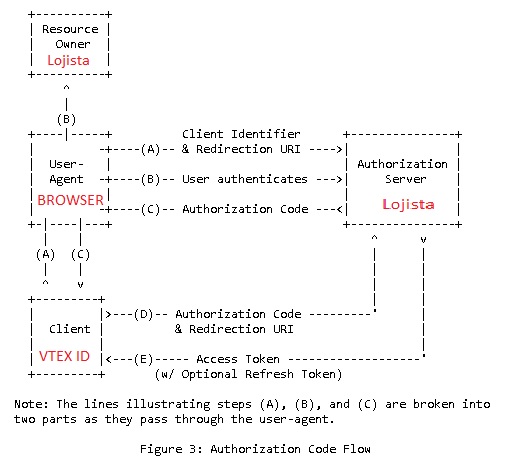 Resource
Owner
Lojista
(B)
Client Identifier
(A)-- & Redirection URI
User-
Agent
BROWSER
(B)-- User authenticates
(C)-- Authorization Code
Authorization
Server
Lojista
(A) (C)
(D)-- Authorization Code
& Redirection URI
Client
VTEX ID
(E)----- Access Token
(w/ Optional Refresh Token)
Note: The lines illustrating steps (A), (B), and (C) are broken into
two parts as they pass through the user-agent.
Figure 3: Authorization Code Flow